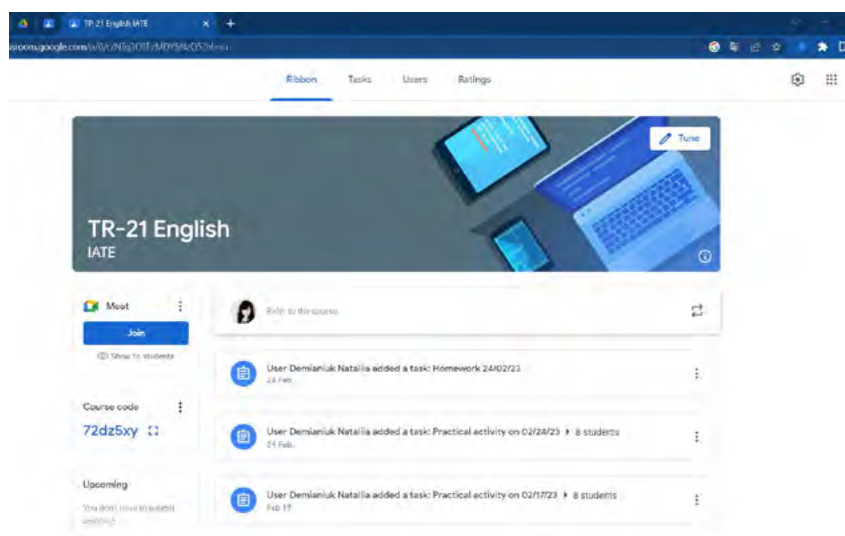 TR-21 English IATE
Ribbon Tasks Users Ratings
Tune
TR-21 English
IATE
Meet
Join
Show to students
Course code
72dz5xy
Upcoming
User Demianiuk Nataliia added a task: Homework 24/02/23
24 Feb.
User Demianiuk Nataliia added a task: Practical activity on 02/24/23 8 students
24 Feb.
User Demianiuk Nataliia added a task: Practical activity on 02/17/23 8 students
Feb 17